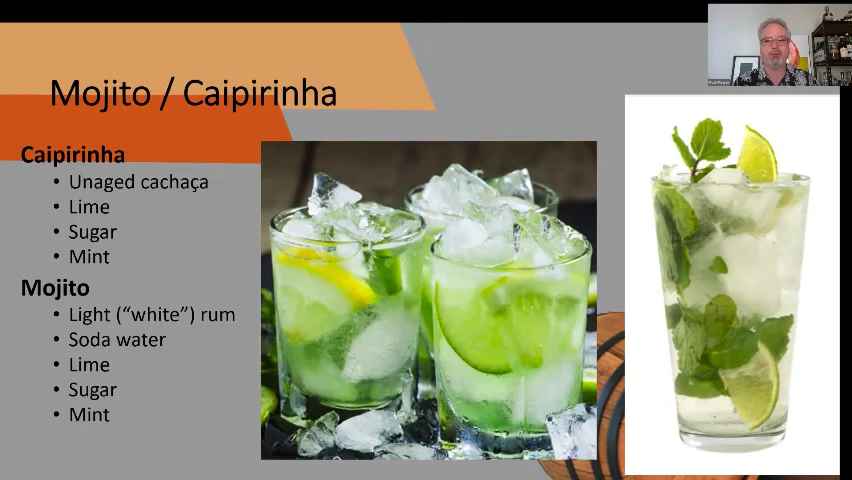 Mojito / Caipirinha
Caipirinha
• Unaged cachaça
• Lime
• Sugar
• Mint
Mojito
• Light (“white”) rum
• Soda water
• Lime
• Sugar
• Mint